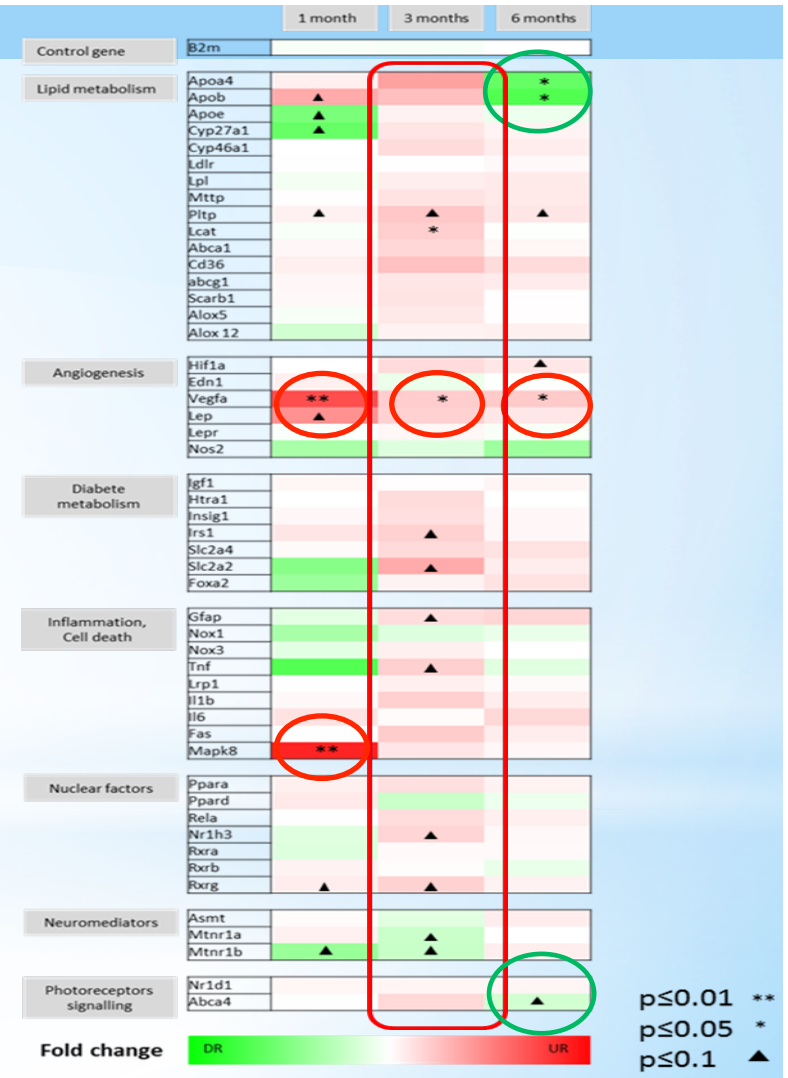 1 month 3 months 6 months
Control gene
B2m
Lipid metabolism
Apoa4 *
Apob ▲ *
Apoe ▲
Cyp27a1 ▲
Cyp46a1
Ldlr
Lpl
Mttp
Pltp ▲ ▲ ▲
Lcat *
Abca1
Cd36
abcg1
Scarb1
Alox5
Alox 12
Angiogenesis
Hif1a ▲
Edn1
Vegfa ** * *
Lep ▲
Lepr
Nos2
Diabete
metabolism
Igf1
Htra1
Insig1
Irs1 ▲
Slc2a4
Slc2a2 ▲
Foxa2
Inflammation,
Cell death
Gfap ▲
Nox1
Nox3
Tnf ▲
Lrp1
Il1b
Il6
Fas
Mapk8 **
Nuclear factors
Ppara
Ppard
Rela
Nr1h3 ▲
Rxra
Rxrb
Rxrg ▲ ▲
Neuromediators
Asmt
Mtnr1a ▲
Mtnr1b ▲ ▲
Photoreceptors
signalling
Nr1d1
Abca4 ▲
Fold change
DR UR
p≤0.01 **
p≤0.05 *
p≤0.1 ▲